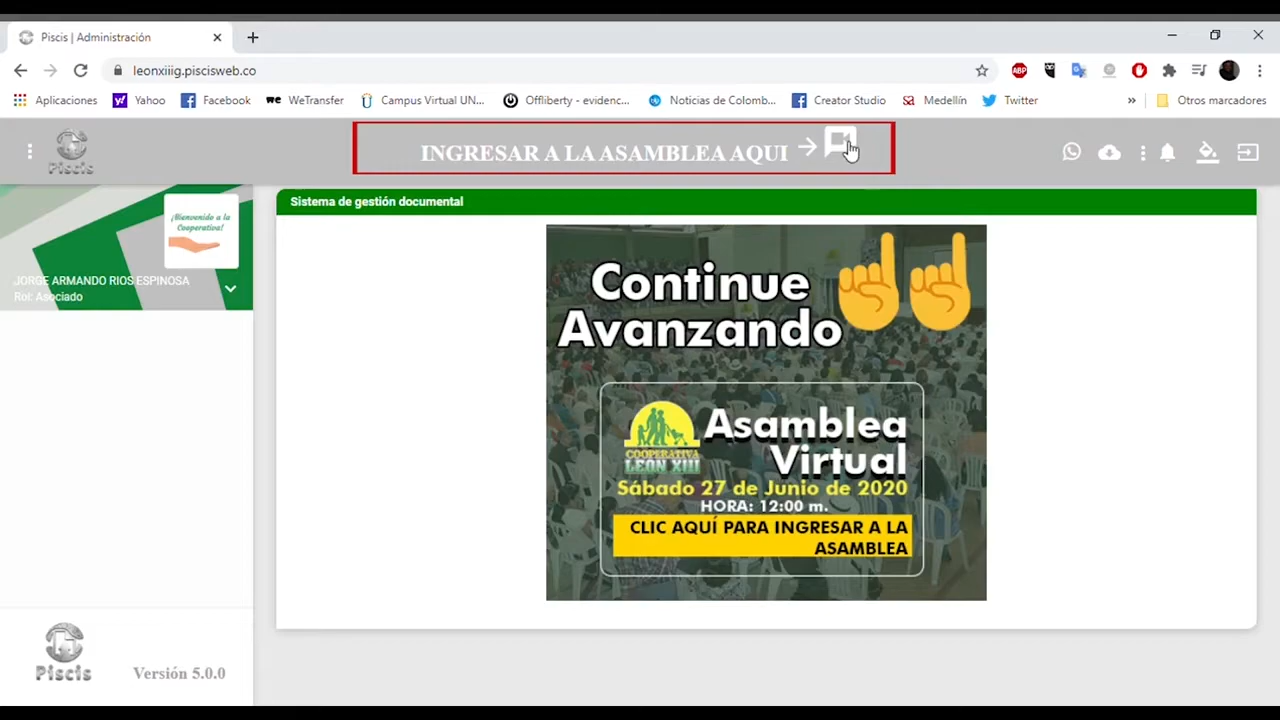 Piscis | Administración
leonxiiig.piscisweb.co
ABP
Aplicaciones
Yahoo
Facebook
WeTransfer
Campus Virtual UN...
Offliberty - evidenc...
Noticias de Colomb...
Creator Studio
Medellín
Twitter
»
Otros marcadores
Piscis
INGRESAR A LA ASAMBLEA AQUI
¡Bienvenido a la
Cooperativa!
JORGE ARMANDO RIOS ESPINOSA
Rol: Asociado
Sistema de gestión documental
Continue
Avanzando
COOPERATIVA
LEON XIII
Asamblea
Virtual
Sábado 27 de Junio de 2020
HORA: 12:00 m.
CLIC AQUÍ PARA INGRESAR A LA
ASAMBLEA
Piscis
Versión 5.0.0